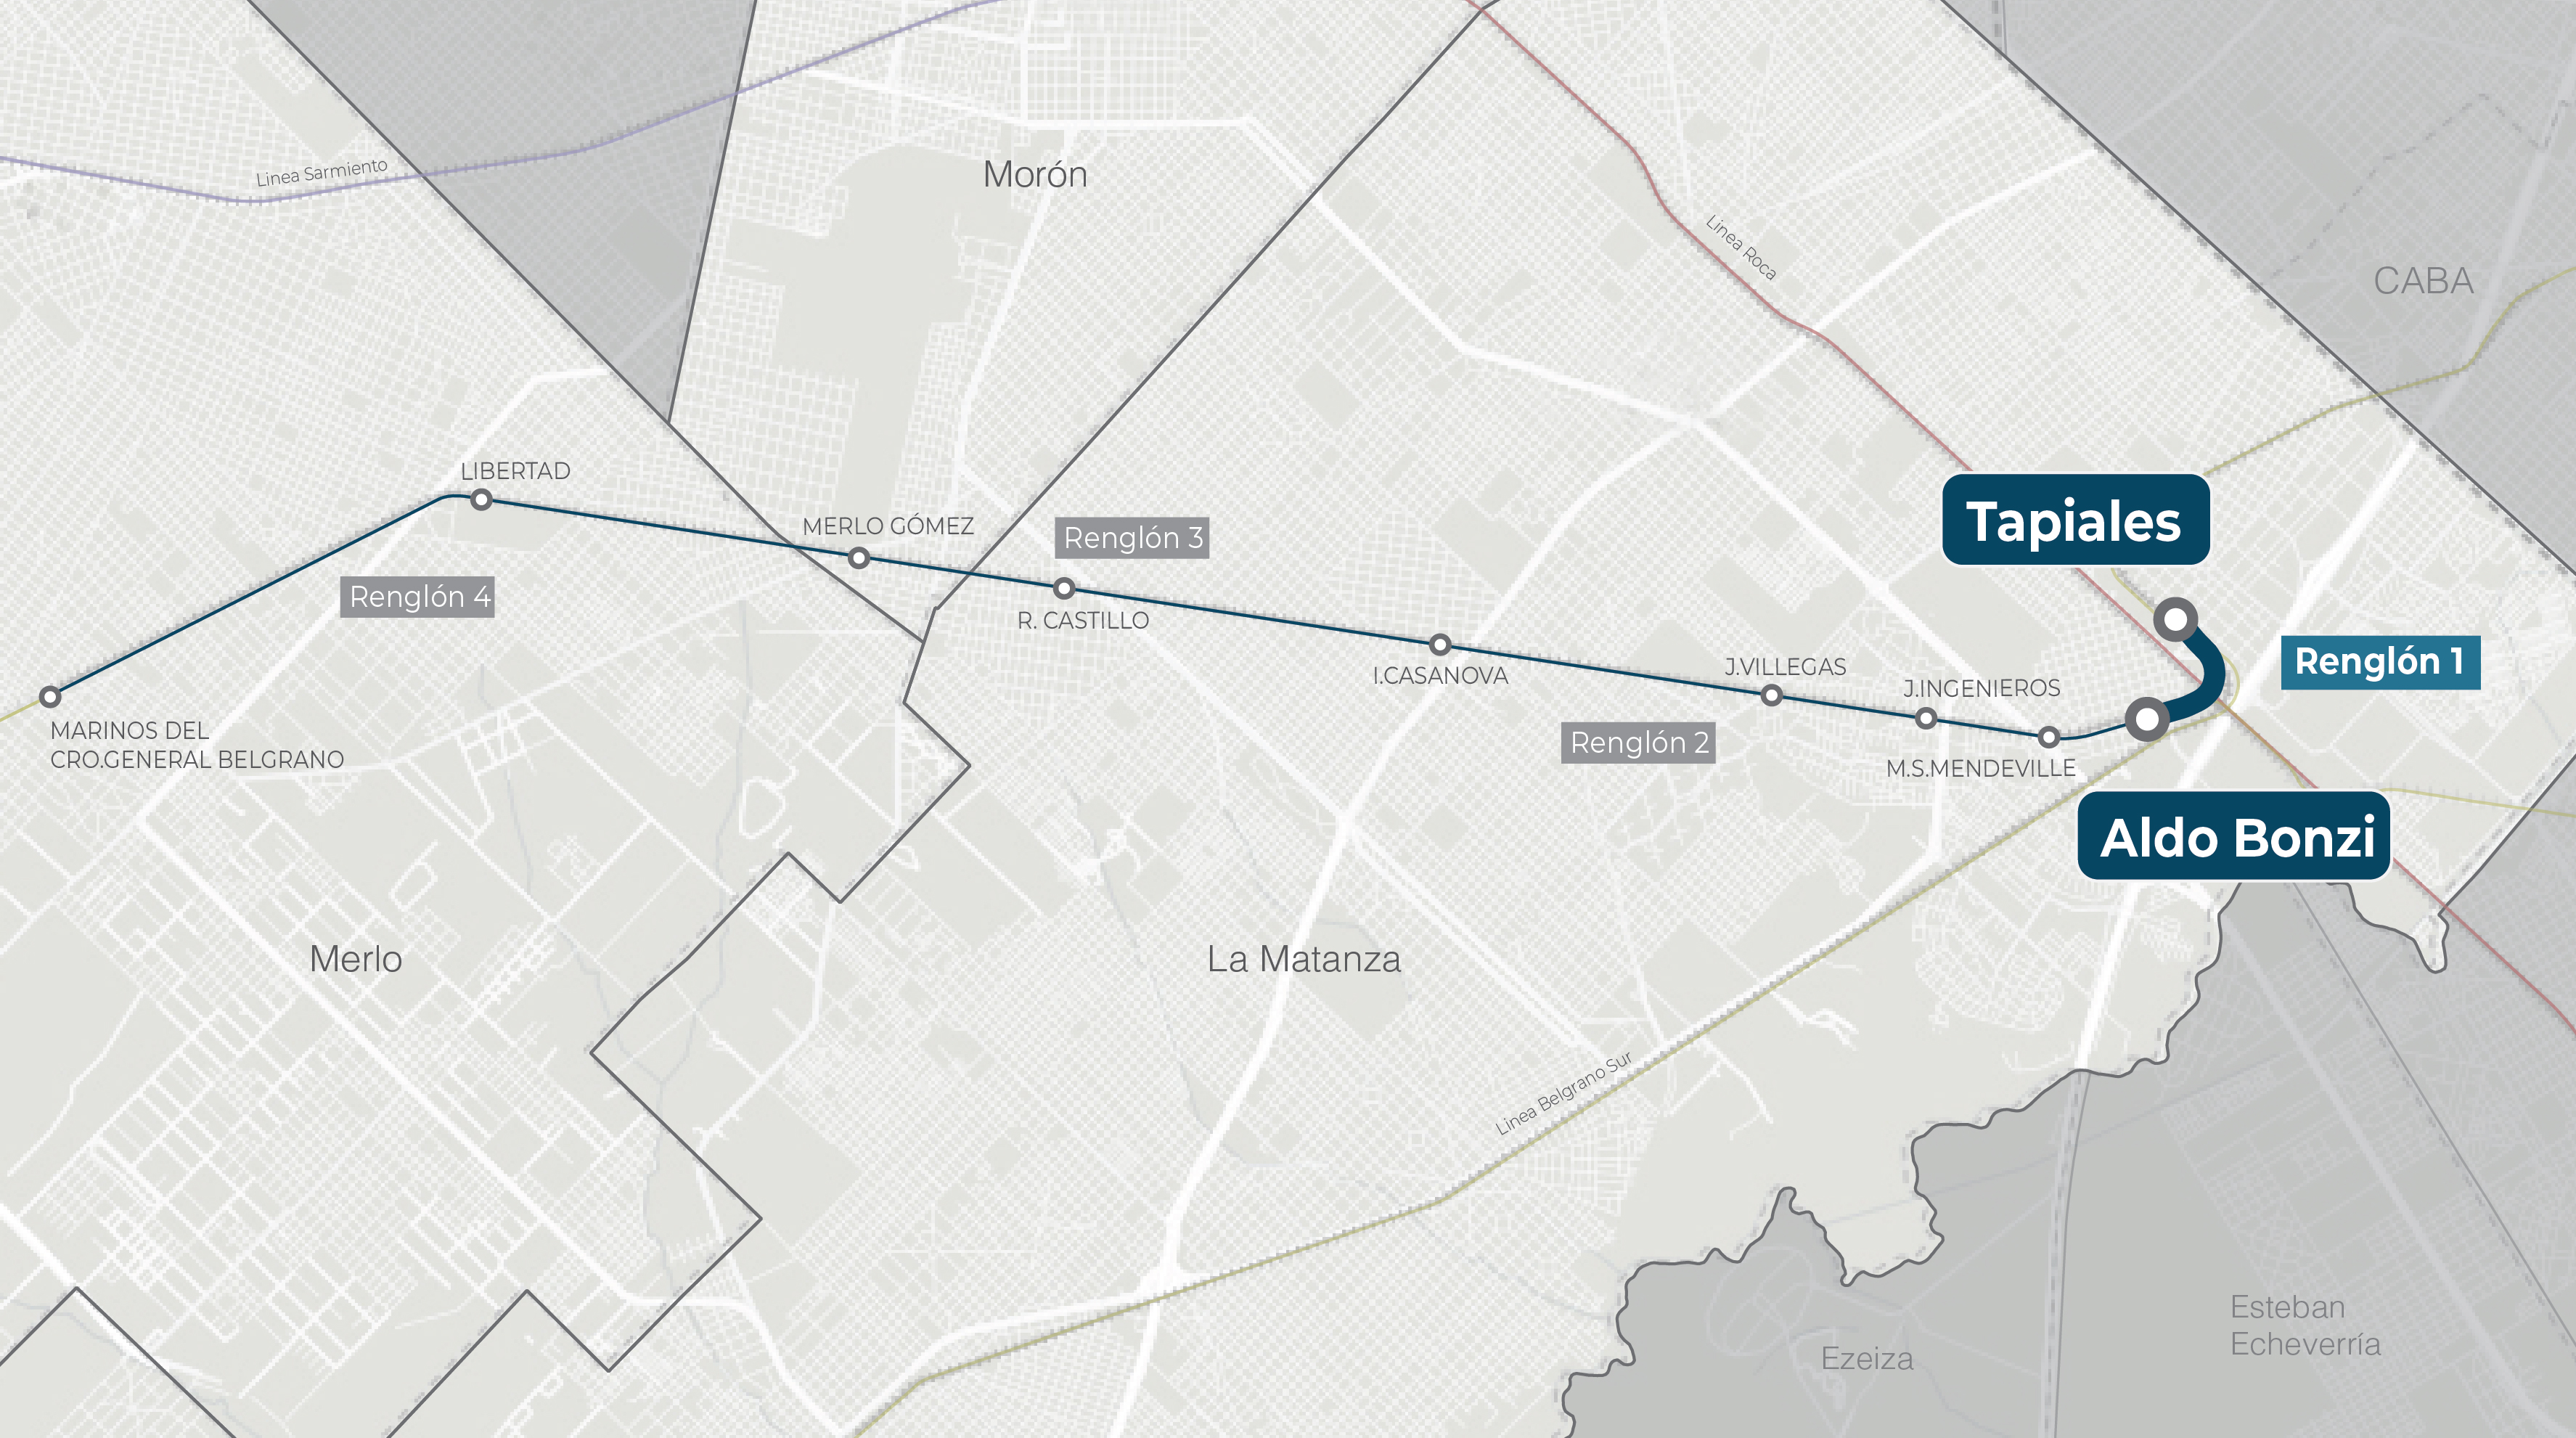 Linea Sarmiento
Morón
Linea Roca
CABA
LIBERTAD
MERLO GÓMEZ
Renglón 3
Tapiales
Renglón 4
R. CASTILLO
I.CASANOVA
J.VILLEGAS
J.INGENIEROS
Renglón 1
MARINOS DEL
CRO.GENERAL BELGRANO
Renglón 2
M.S.MENDEVILLE
Aldo Bonzi
Merlo
La Matanza
Linea Belgrano Sur
Ezeiza
Esteban
Echeverría